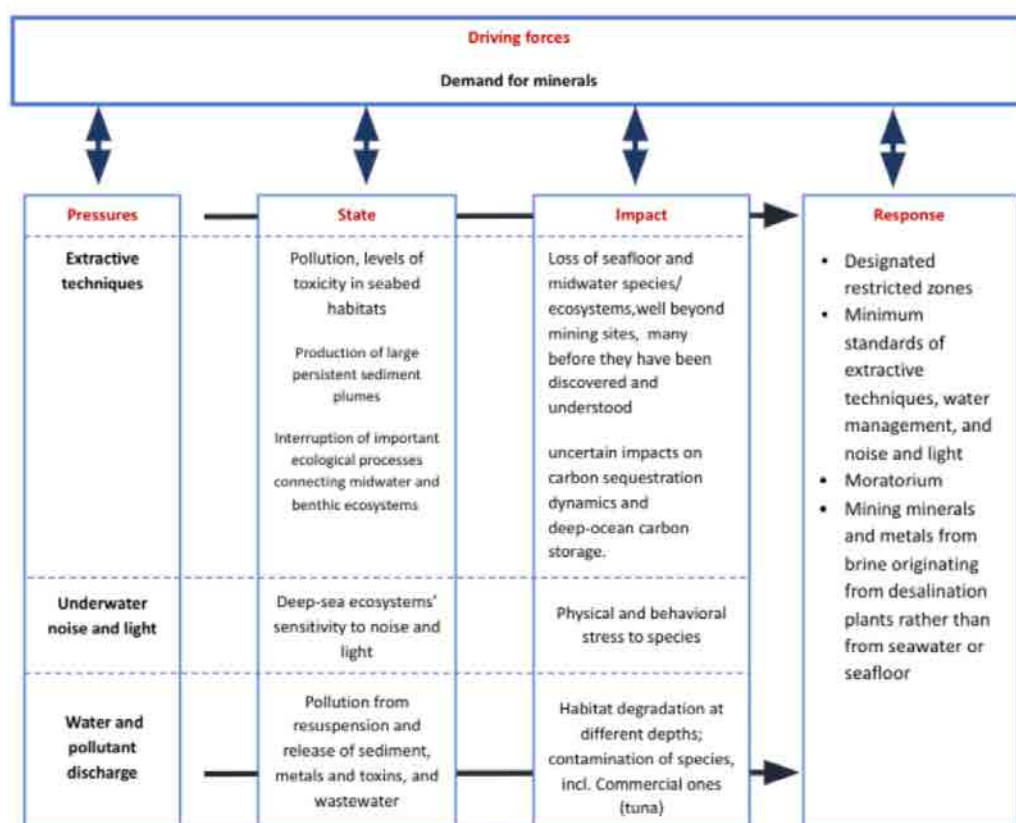 Driving forces
Demand for minerals
Pressures
State
Impact
Response
Extractive
techniques
Pollution, levels of
toxicity in seabed
habitats
Production of large
persistent sediment
plumes
Interruption of important
ecological processes
connecting midwater and
benthic ecosystems
Loss of seafloor and
midwater species/
ecosystems,well beyond
mining sites, many
before they have been
discovered and
understood
uncertain impacts on
carbon sequestration
dynamics and
deep-ocean carbon
storage.
Underwater
noise and light
Deep-sea ecosystems'
sensitivity to noise and
light
Physical and behavioral
stress to species
Water and
pollutant
discharge
Pollution from
resuspension and
release of sediment,
metals and toxins, and
wastewater
Habitat degradation at
different depths;
contamination of species,
incl. Commercial ones
(tuna)
• Designated
restricted zones
• Minimum
standards of
extractive
techniques, water
management, and
noise and light
• Moratorium
• Mining minerals
and metals from
brine originating
from desalination
plants rather than
from seawater or
seafloor